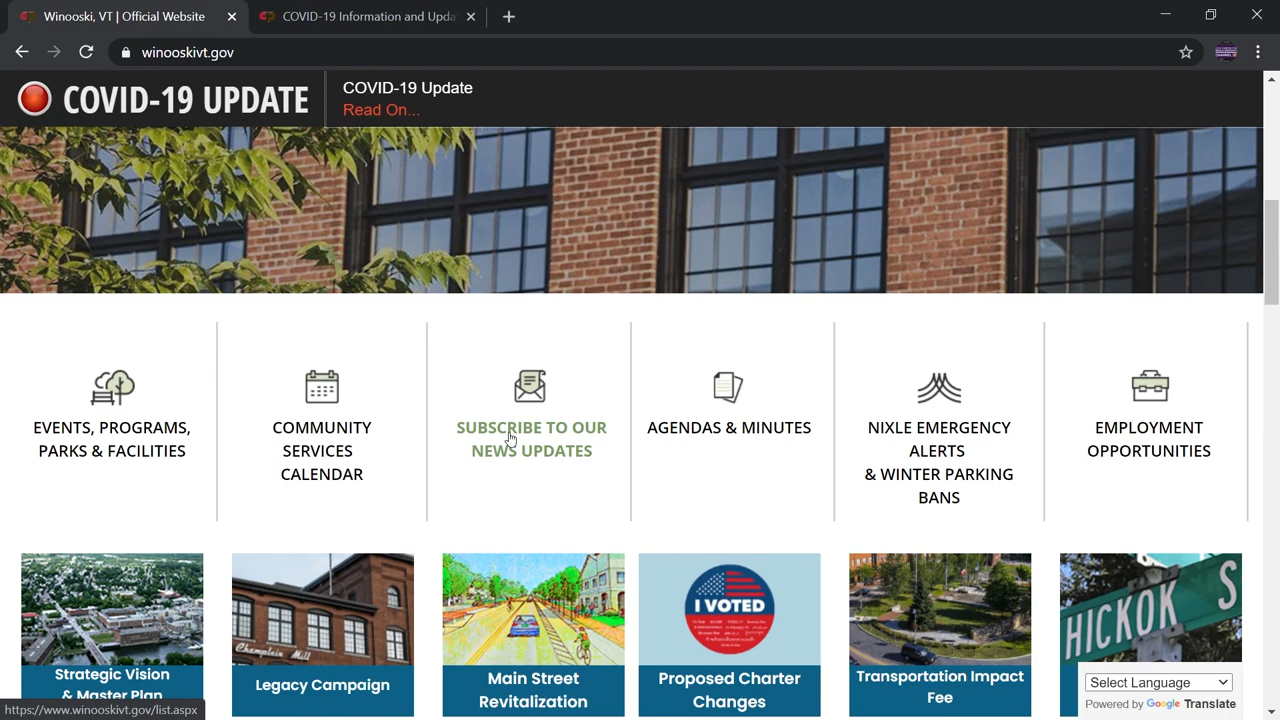 Winooski, VT | Official Website
COVID-19 Information and Upda
winooskivt.gov
COVID-19 UPDATE
COVID-19 Update
Read On...
EVENTS, PROGRAMS,
PARKS & FACILITIES
COMMUNITY
SERVICES
CALENDAR
SUBSCRIBE TO OUR
NEWS UPDATES
AGENDAS & MINUTES
NIXLE EMERGENCY
ALERTS
& WINTER PARKING
BANS
EMPLOYMENT
OPPORTUNITIES
Champlain Mill
I VOTED
HICKOK S
Strategic Vision
& Master Plan
Legacy Campaign
Main Street
Revitalization
Proposed Charter
Changes
Transportation Impact
Fee
Select Language
Powered by Google Translate
https://www.winooskivt.gov/list.aspx